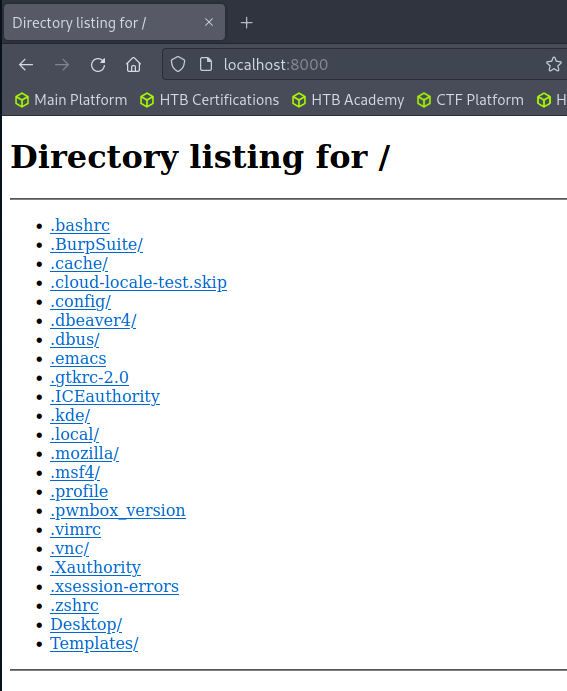 Directory listing for /
localhost:8000
Main Platform HTB Certifications HTB Academy CTF Platform H
Directory listing for /
.bashrc
.BurpSuite/
.cache/
.cloud-locale-test.skip
.config/
.dbeaver4/
.dbus/
.emacs
.gtkrc-2.0
.ICEauthority
.kde/
.local/
.mozilla/
.msf4/
.profile
.pwnbox_version
.vimrc
.vnc/
.Xauthority
.xsession-errors
.zshrc
Desktop/
Templates/